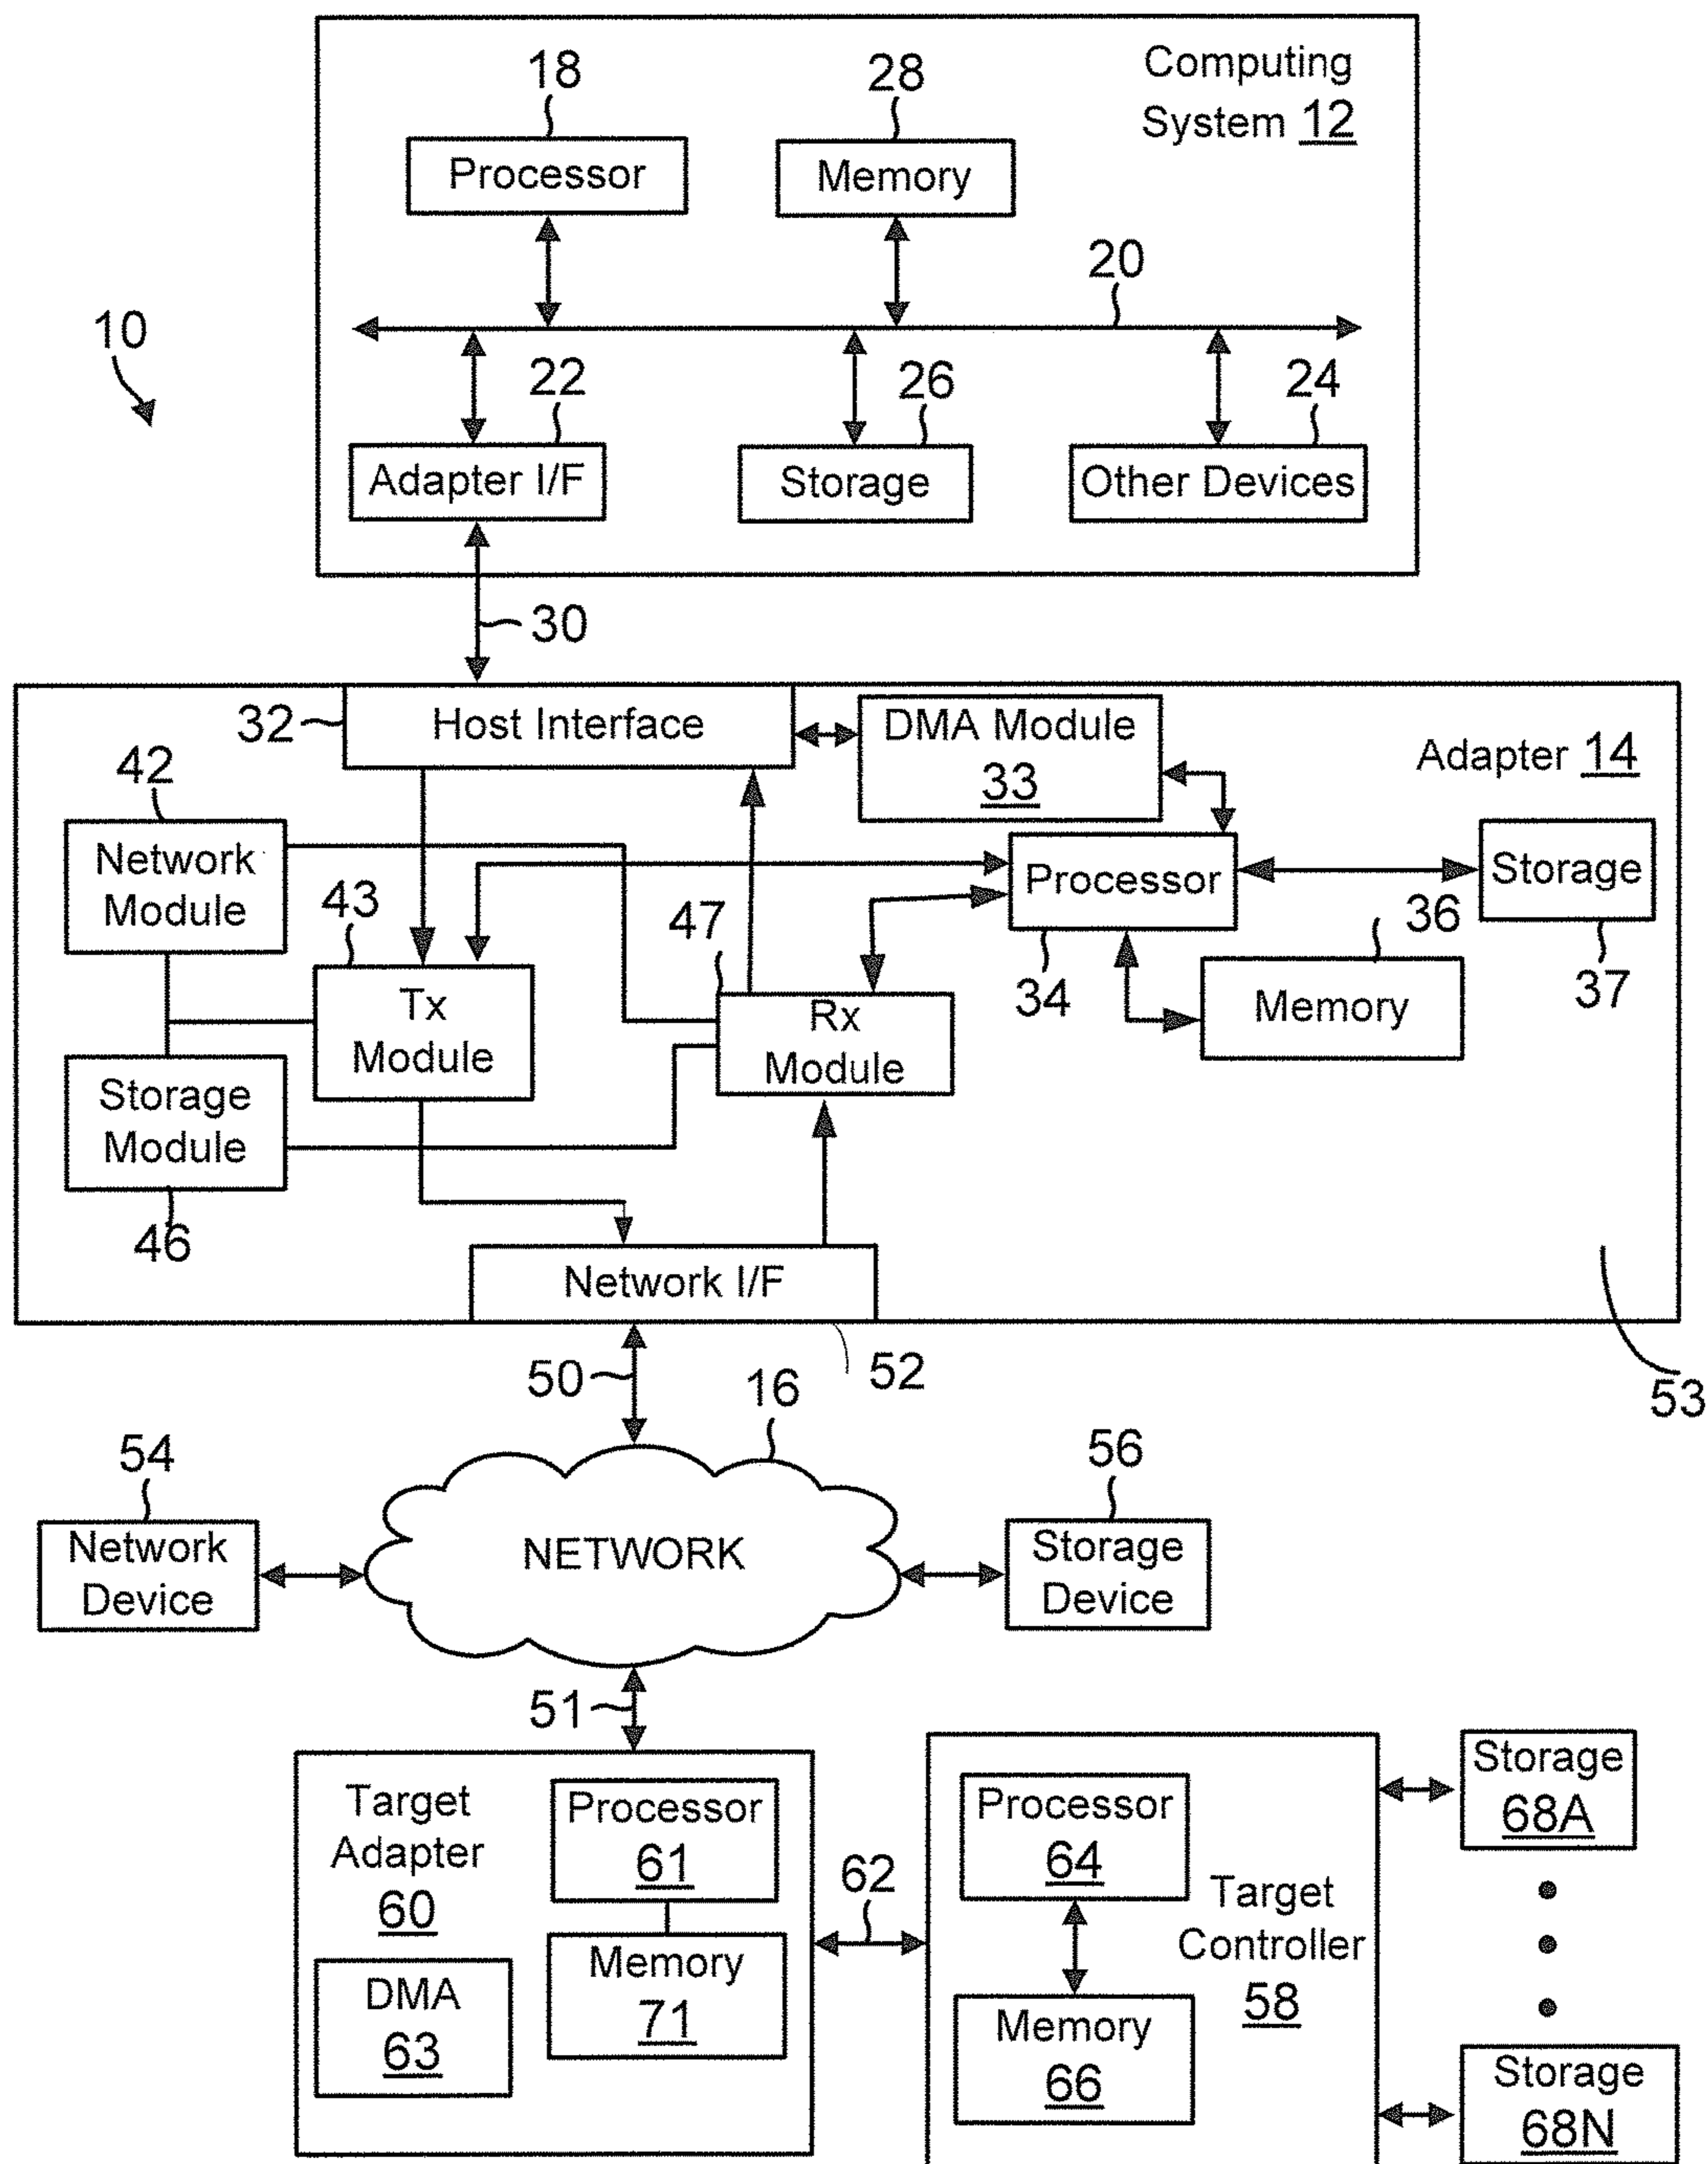 Computing
System 12
18
28
Processor
Memory
20
10
22
26
24
Adapter I/F
Storage
Other Devices
30
32
Host Interface
DMA Module
33
Adapter 14
42
Network
Module
43
47
Processor
Storage
36
34
37
Tx
Module
Rx
Module
Memory
Storage
Module
46
Network I/F
50
52
53
16
54
56
Network
Device
NETWORK
Storage
Device
51
Target
Adapter
60
Processor
61
Memory
71
DMA
63
62
Processor
64
Target
Controller
58
Memory
66
Storage
68A
Storage
68N